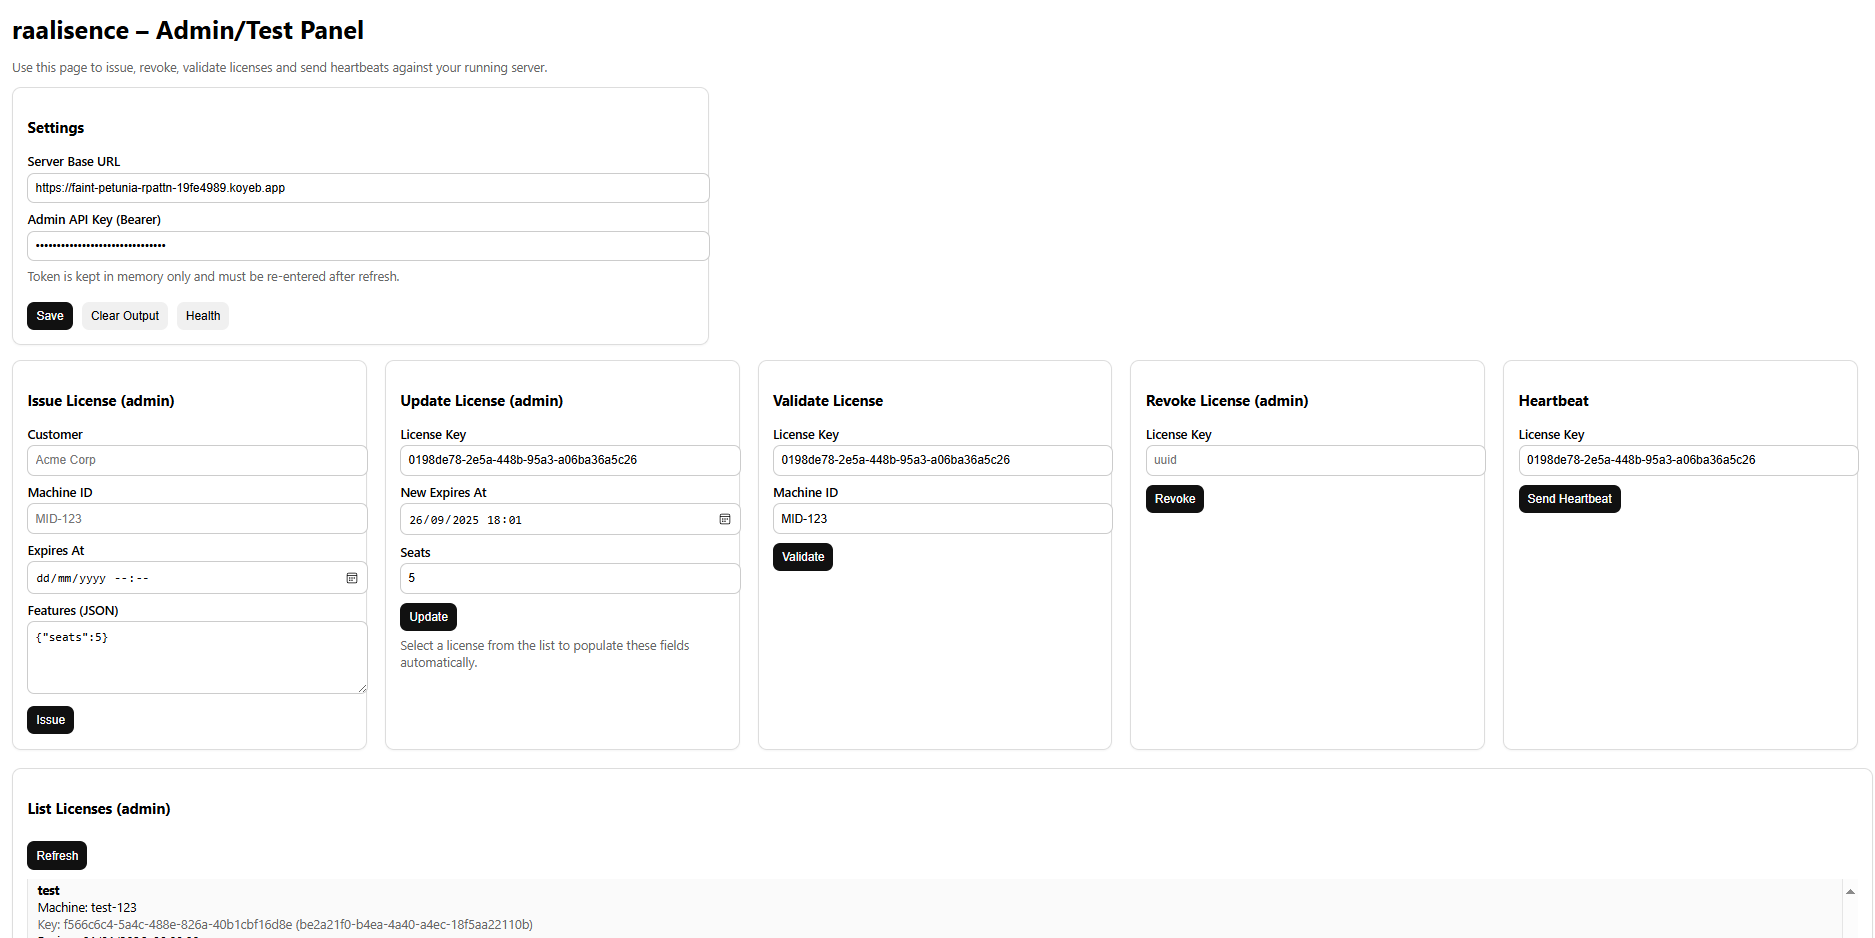 raalisence – Admin/Test Panel
Use this page to issue, revoke, validate licenses and send heartbeats against your running server.
Settings
Server Base URL
https://faint-petunia-rpattn-19fe4989.koyeb.app
Admin API Key (Bearer)
•••••••••••••••••••••••••••••••
Token is kept in memory only and must be re-entered after refresh.
Save
Clear Output
Health
Issue License (admin)
Customer
Acme Corp
Machine ID
MID-123
Expires At
dd/mm/yyyy --:--
Features (JSON)
{"seats":5}
Issue
Update License (admin)
License Key
0198de78-2e5a-448b-95a3-a06ba36a5c26
New Expires At
26/09/2025 18:01
Seats
5
Update
Select a license from the list to populate these fields
automatically.
Validate License
License Key
0198de78-2e5a-448b-95a3-a06ba36a5c26
Machine ID
MID-123
Validate
Revoke License (admin)
License Key
uuid
Revoke
Heartbeat
License Key
0198de78-2e5a-448b-95a3-a06ba36a5c26
Send Heartbeat
List Licenses (admin)
Refresh
test
Machine: test-123
Key: f566c6c4-5a4c-488e-826a-40b1cbf16d8e (be2a21f0-b4ea-4a40-a4ec-18f5aa22110b)